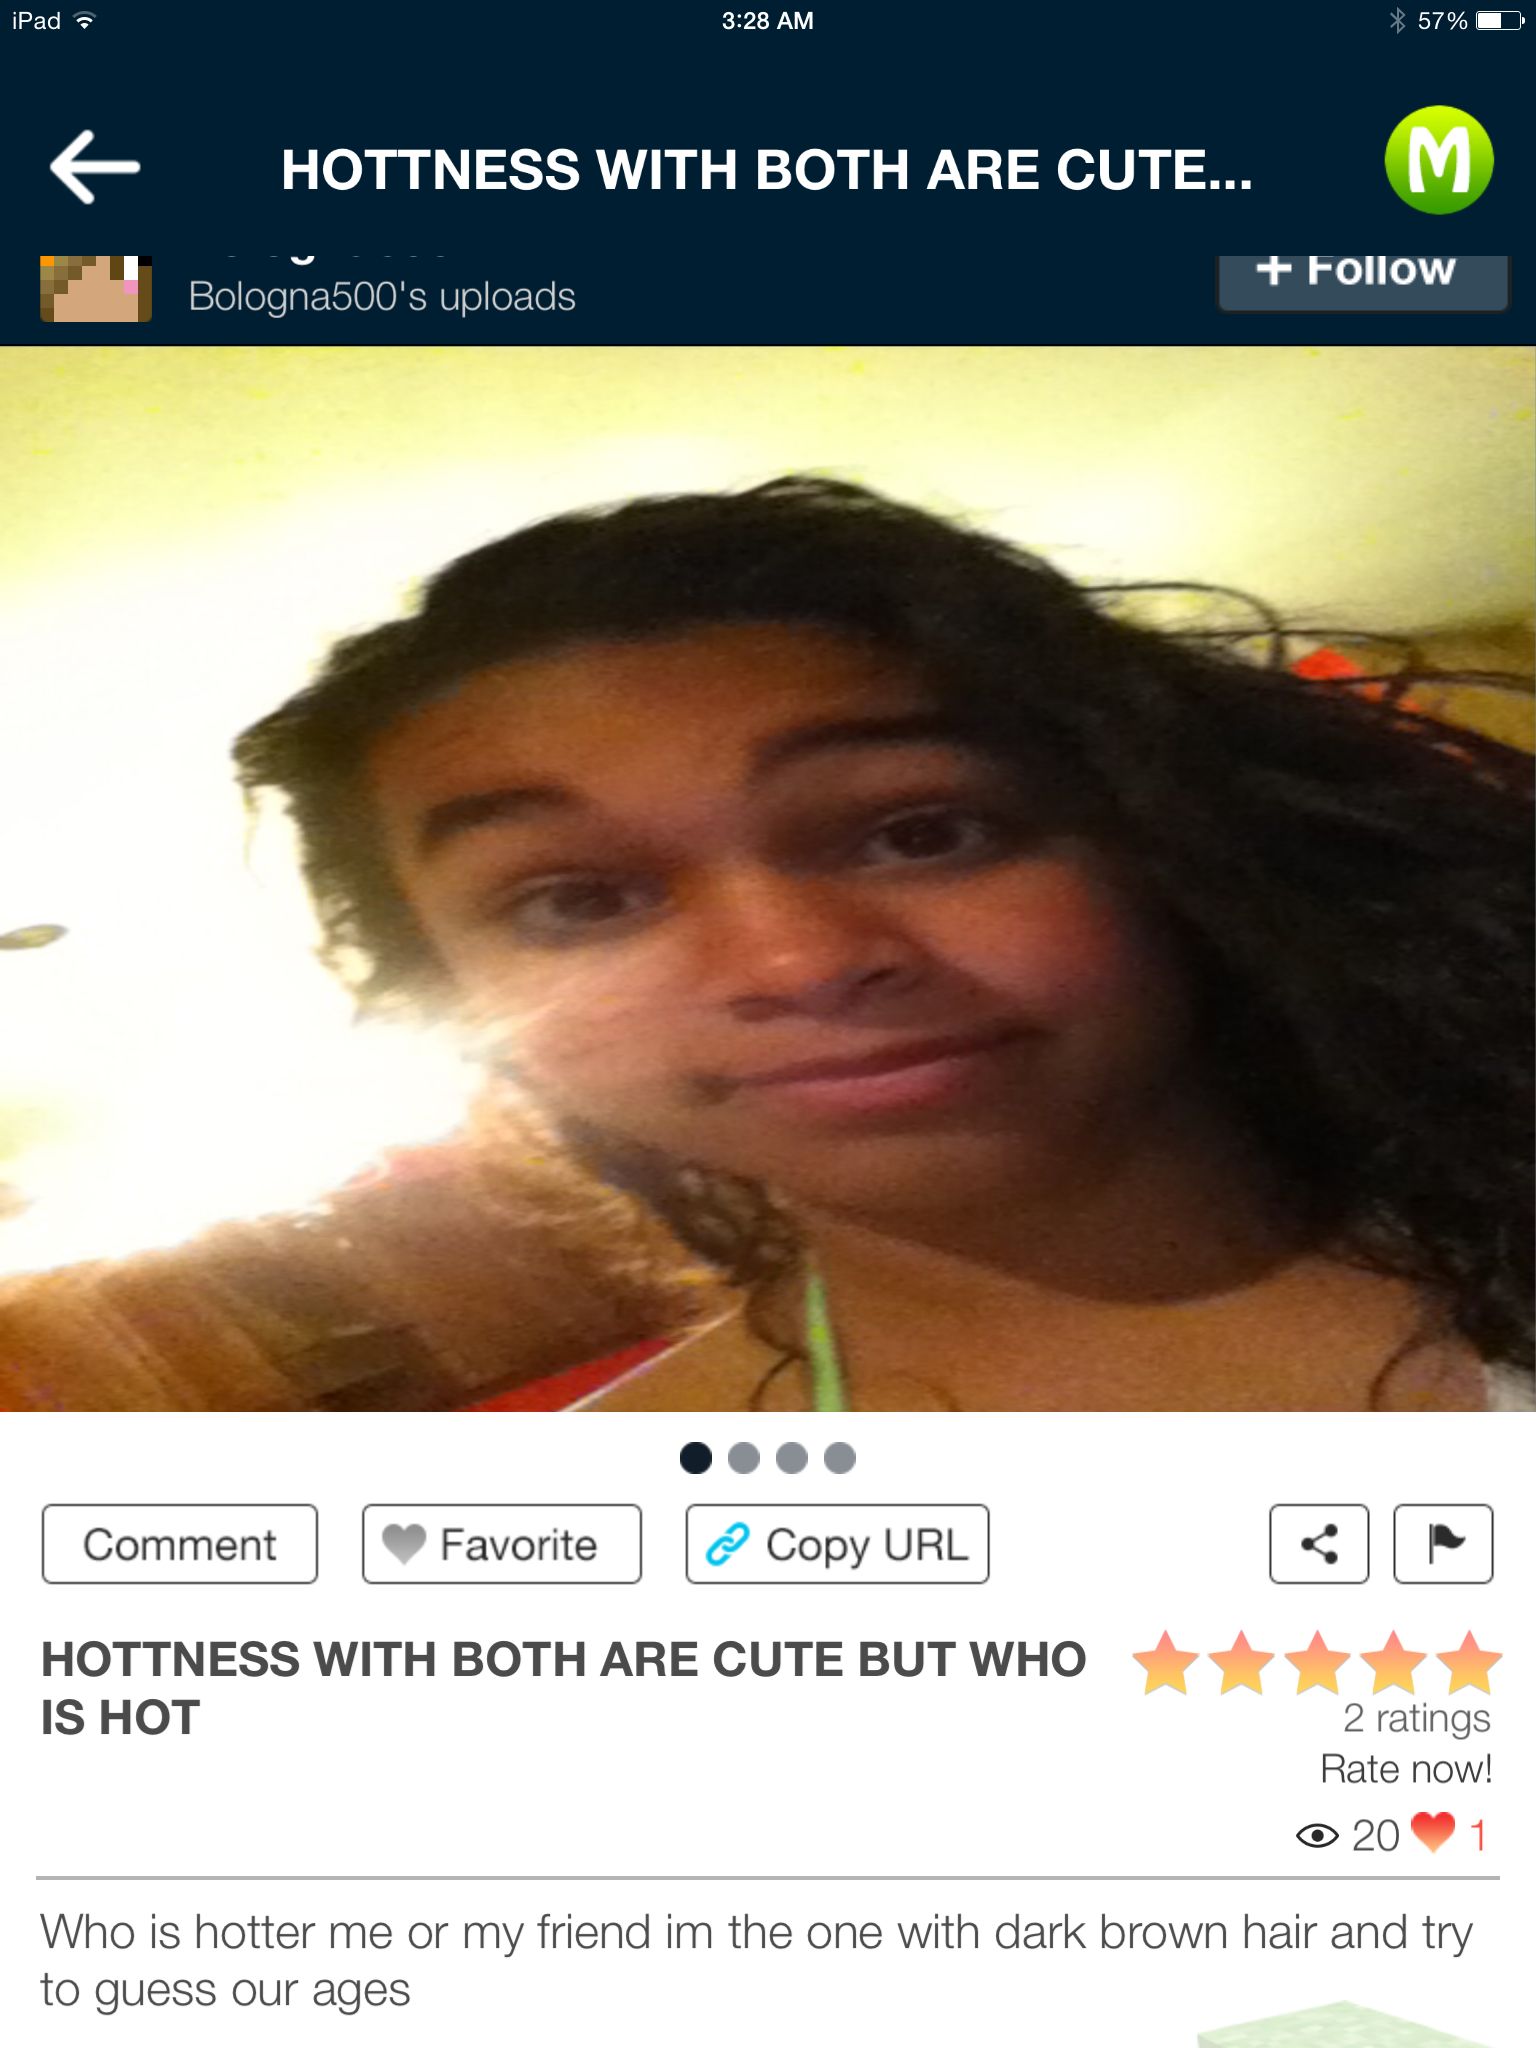 iPad 3:28 AM 57%
HOTTNESS WITH BOTH ARE CUTE...
M
Bologna500's uploads
+ Follow
Comment Favorite Copy URL
HOTTNESS WITH BOTH ARE CUTE BUT WHO
IS HOT
2 ratings
Rate now!
20 1
Who is hotter me or my friend im the one with dark brown hair and try
to guess our ages